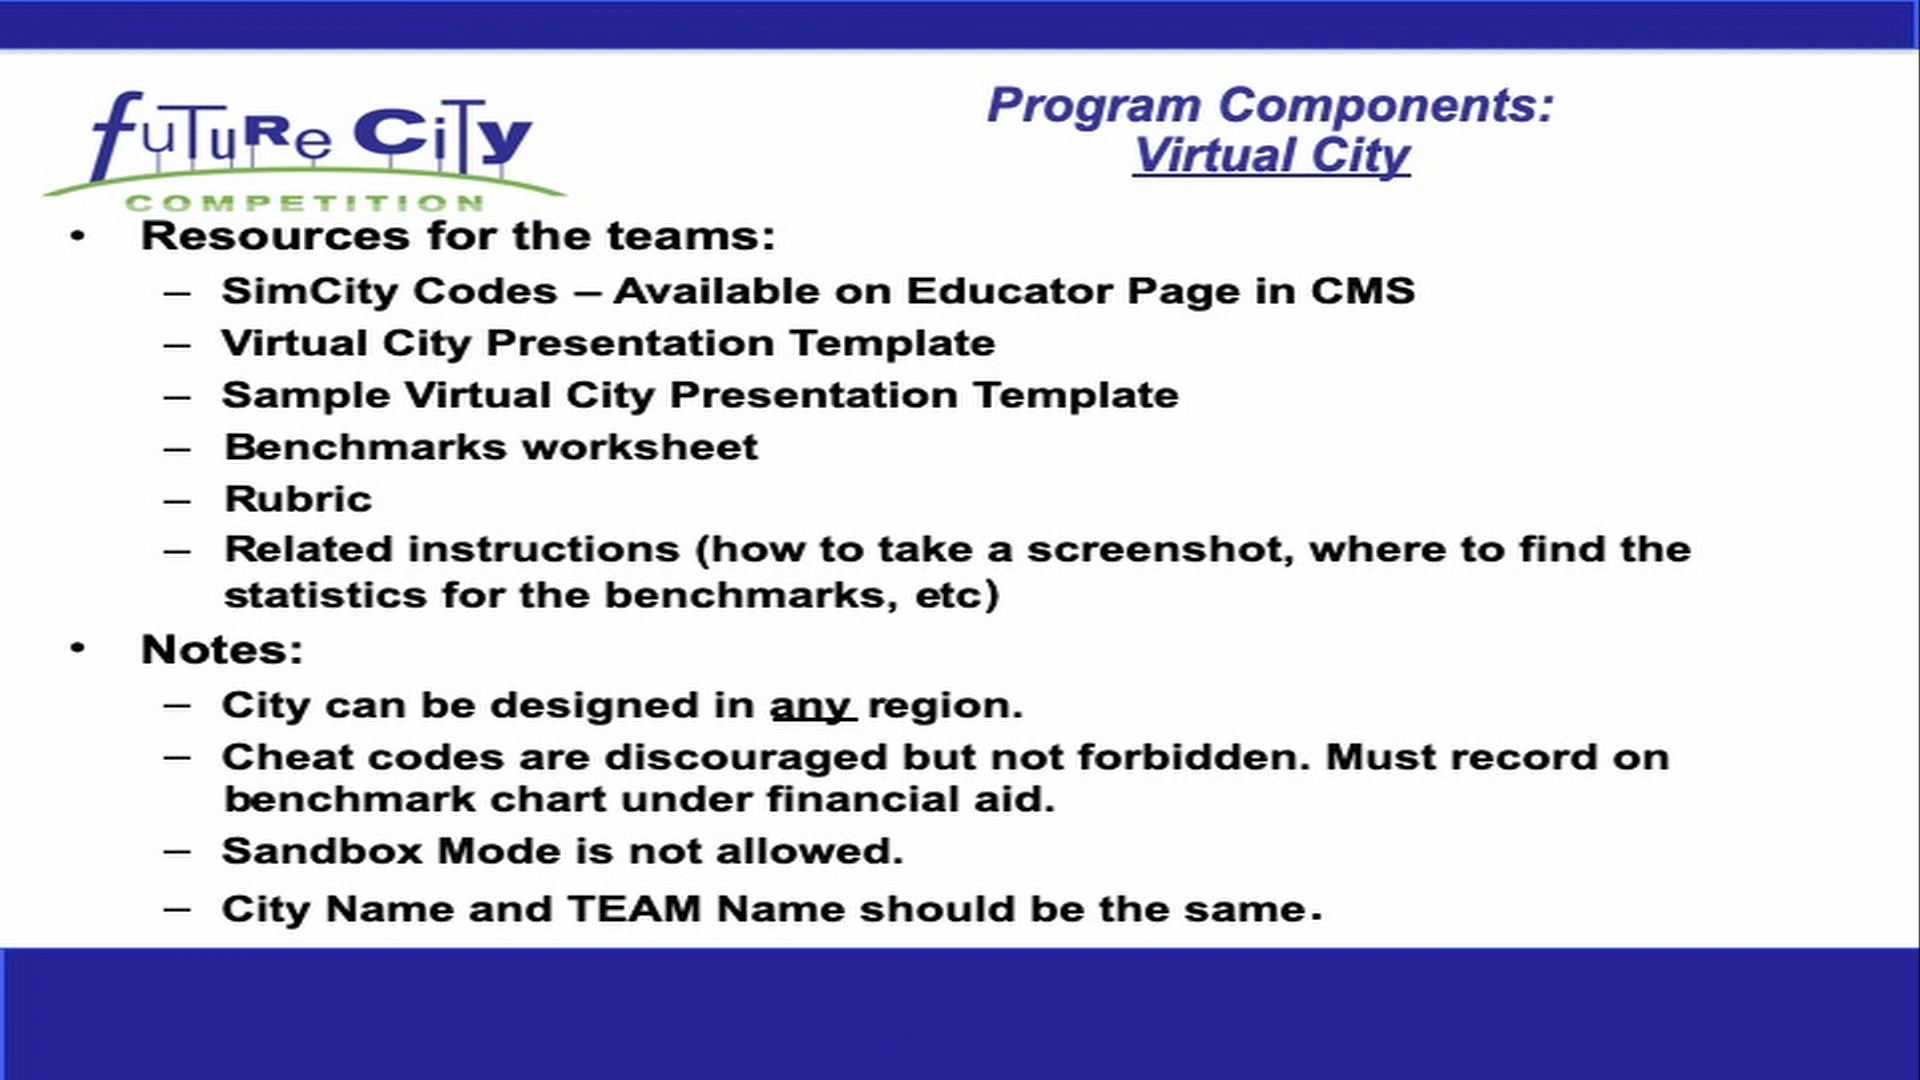 fuTuRe CiTy
COMPETITION
Program Components:
Virtual City
• Resources for the teams:
– SimCity Codes – Available on Educator Page in CMS
– Virtual City Presentation Template
– Sample Virtual City Presentation Template
– Benchmarks worksheet
– Rubric
– Related instructions (how to take a screenshot, where to find the
statistics for the benchmarks, etc)
• Notes:
– City can be designed in any region.
– Cheat codes are discouraged but not forbidden. Must record on
benchmark chart under financial aid.
– Sandbox Mode is not allowed.
– City Name and TEAM Name should be the same.